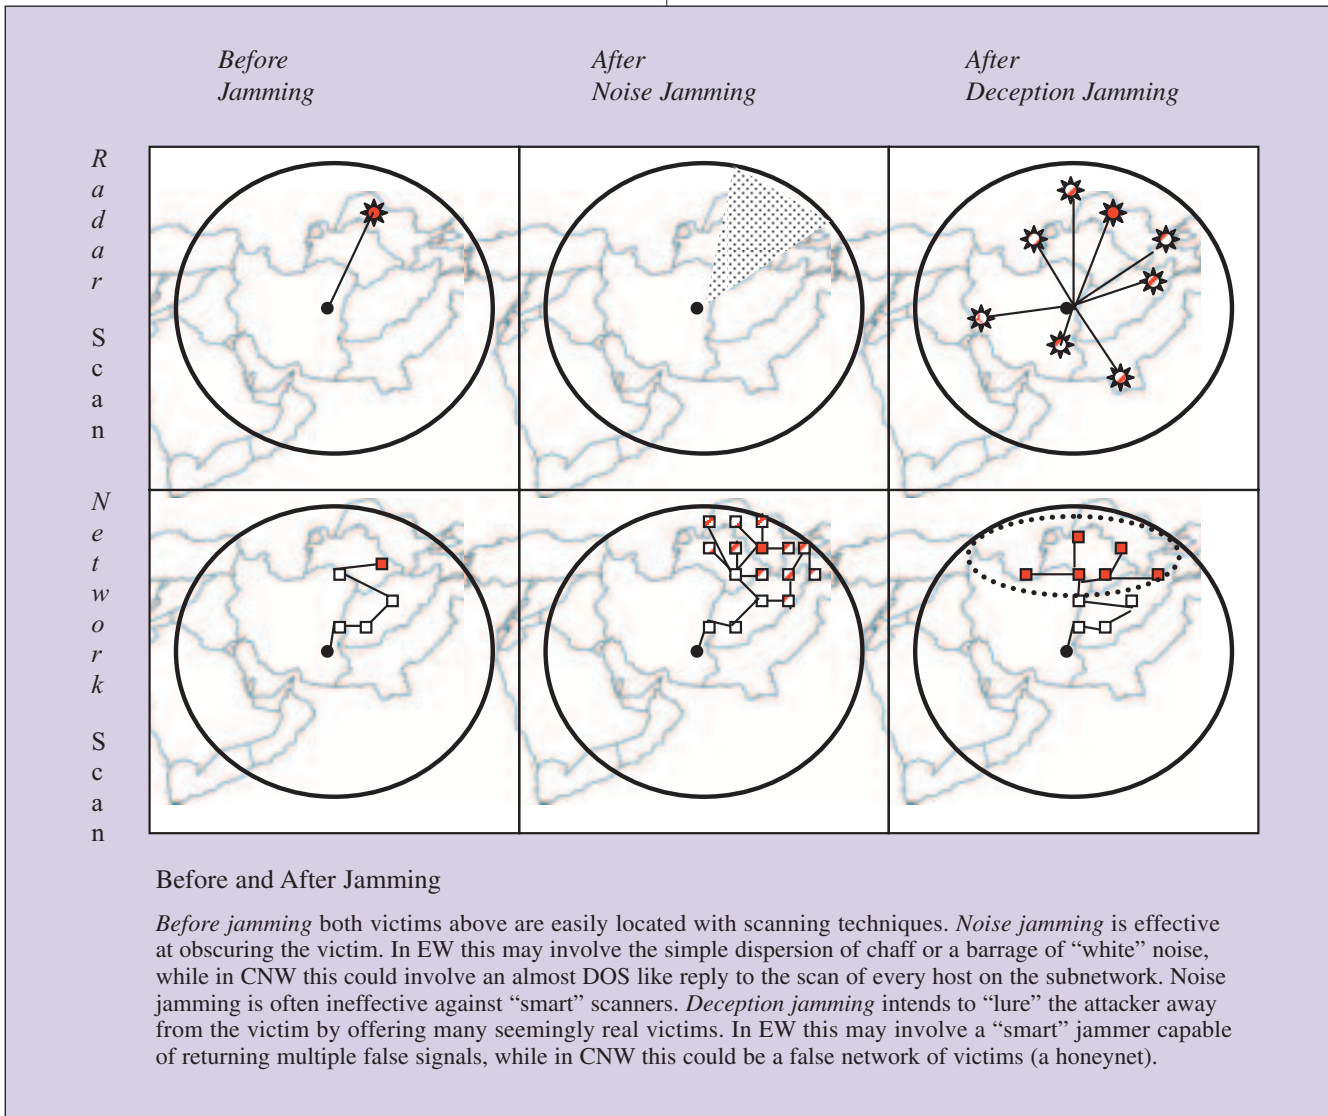 Before
Jamming
After
Noise Jamming
After
Deception Jamming
Radar Scan
Network Scan
Before and After Jamming
Before jamming both victims above are easily located with scanning techniques. Noise jamming is effective
at obscuring the victim. In EW this may involve the simple dispersion of chaff or a barrage of “white” noise,
while in CNW this could involve an almost DOS like reply to the scan of every host on the subnetwork. Noise
jamming is often ineffective against “smart” scanners. Deception jamming intends to “lure” the attacker away
from the victim by offering many seemingly real victims. In EW this may involve a “smart” jammer capable
of returning multiple false signals, while in CNW this could be a false network of victims (a honeynet).